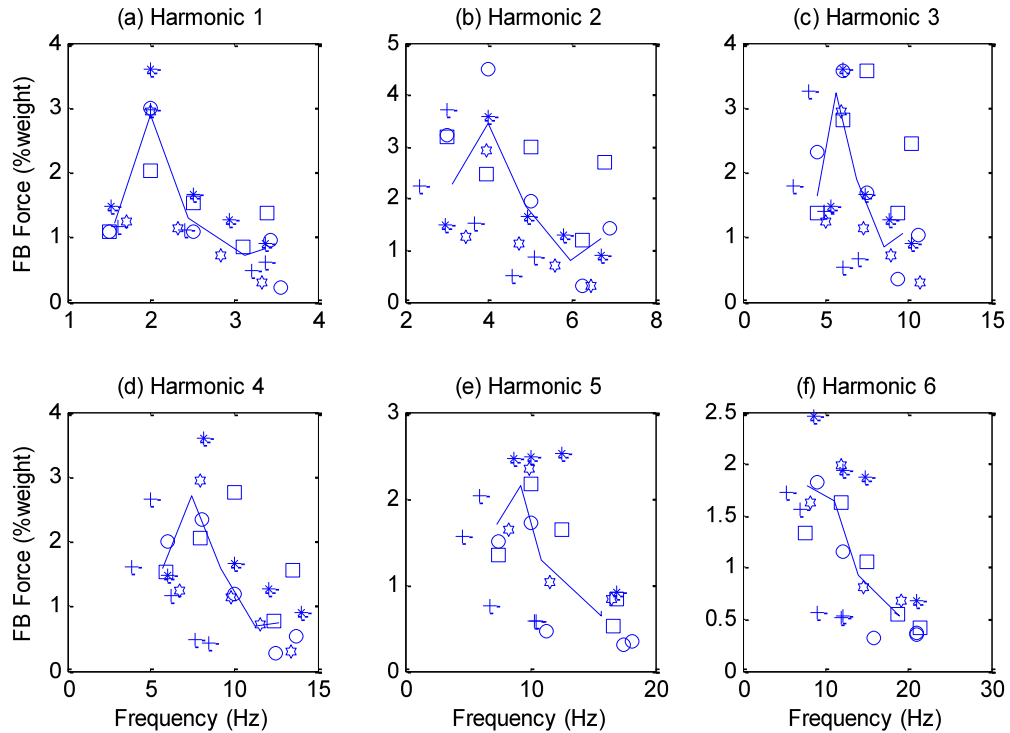 (a) Harmonic 1
FB Force (%weight)
4
3
2
1
0
1 2 3 4
(b) Harmonic 2
5
4
3
2
1
0
2 4 6 8
(c) Harmonic 3
4
3
2
1
0
0 5 10 15
(d) Harmonic 4
FB Force (%weight)
4
3
2
1
0
0 5 10 15
Frequency (Hz)
(e) Harmonic 5
3
2
1
0
0 10 20
Frequency (Hz)
(f) Harmonic 6
2.5
2
1.5
1
0.5
0
0 10 20 30
Frequency (Hz)